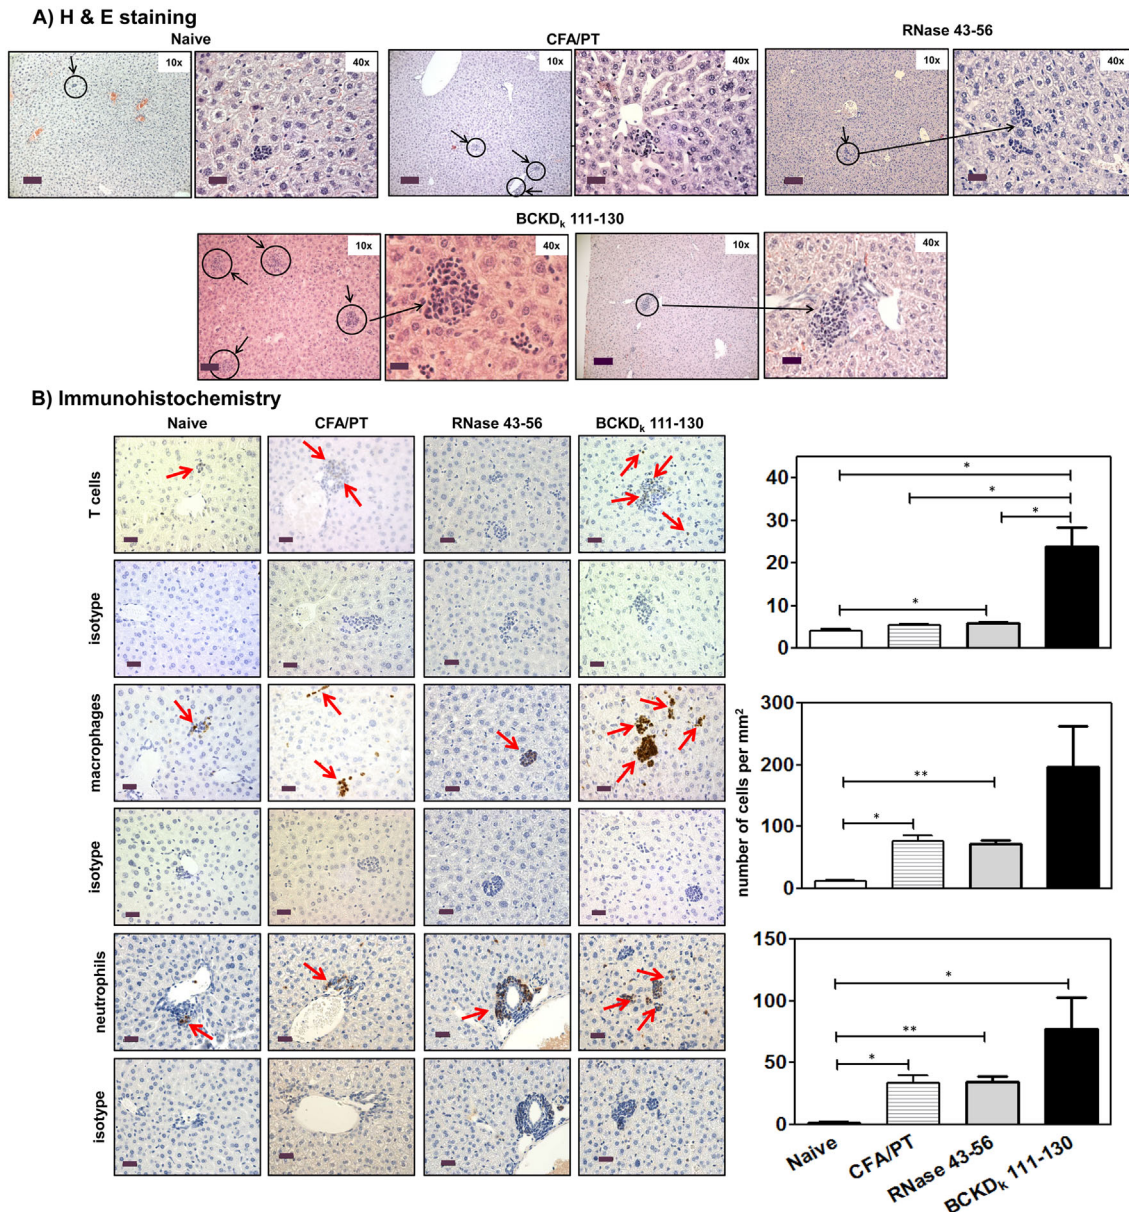 A) H & E staining
Naive
CFA/PT
RNase 43-56
10x
40x
10x
40x
10x
40x
BCKDₖ 111-130
10x
40x
10x
40x
B) Immunohistochemistry
Naive
CFA/PT
RNase 43-56
BCKDₖ 111-130
T cells
isotype
macrophages
isotype
neutrophils
isotype
number of cells per mm²
40
30
20
10
0
*
*
*
*
300
200
100
0
**
*
150
100
50
0
*
**
*
Naive
CFA/PT
RNase 43-56
BCKDₖ 111-130